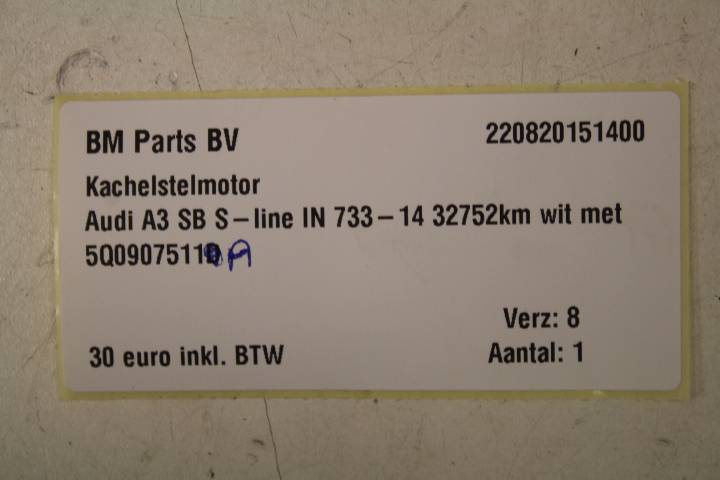 BM Parts BV 220820151400
Kachelstelmotor
Audi A3 SB S-line IN 733-14 32752km wit met
5Q0907511 A
Verz: 8
30 euro inkl. BTW Aantal: 1